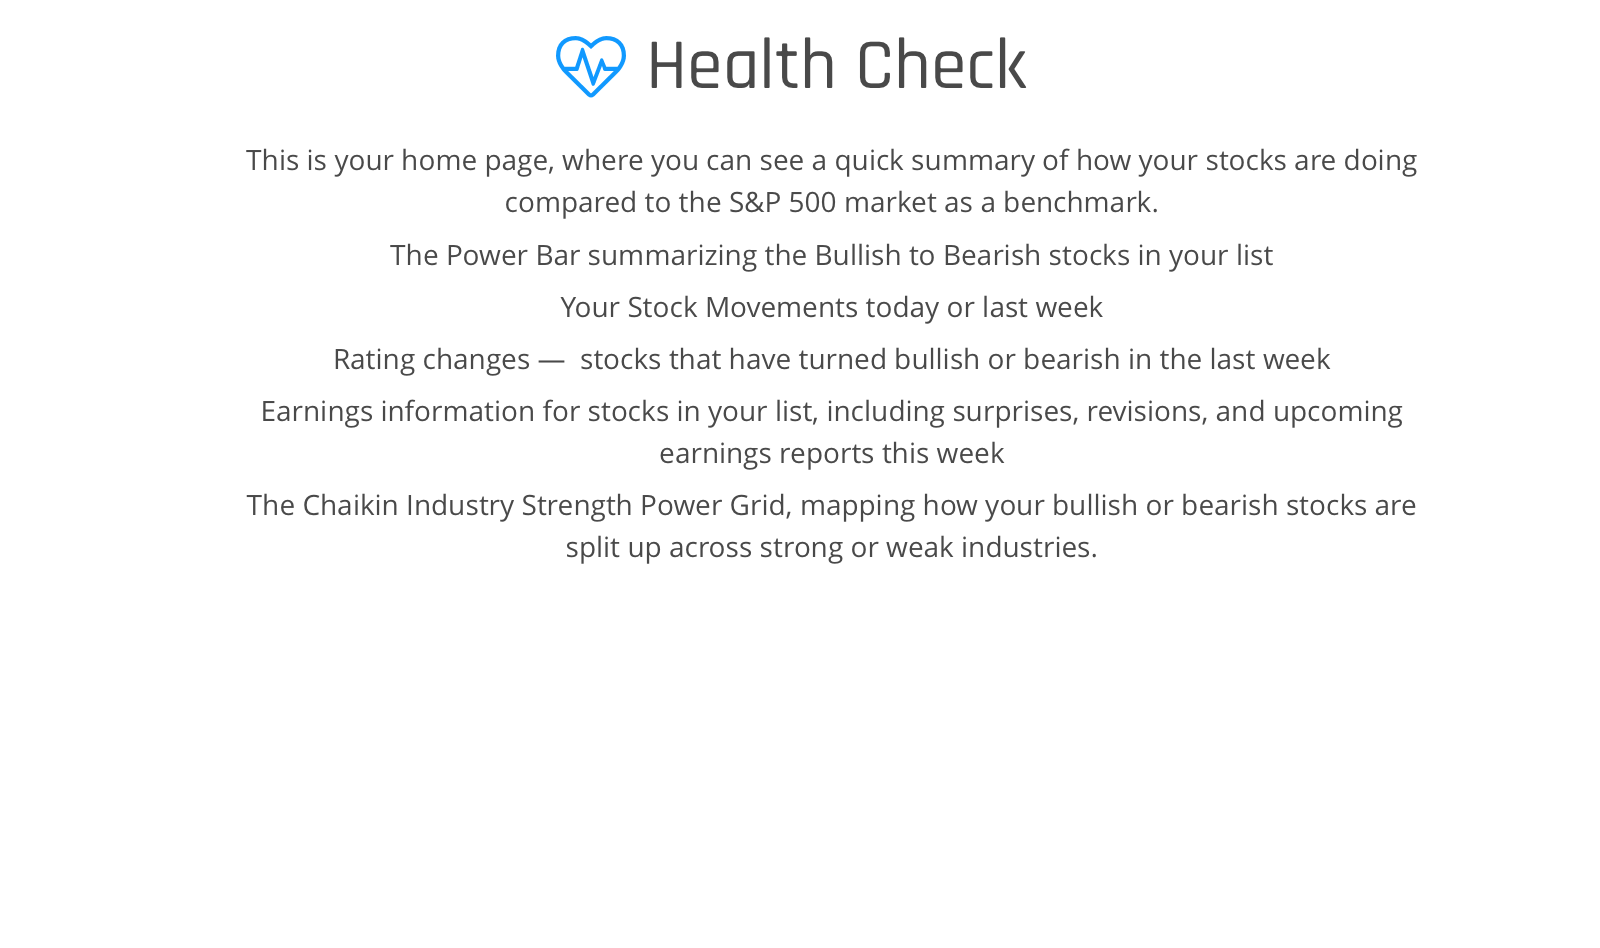 Health Check
This is your home page, where you can see a quick summary of how your stocks are doing
compared to the S&P 500 market as a benchmark.
The Power Bar summarizing the Bullish to Bearish stocks in your list
Your Stock Movements today or last week
Rating changes —  stocks that have turned bullish or bearish in the last week
Earnings information for stocks in your list, including surprises, revisions, and upcoming
earnings reports this week
The Chaikin Industry Strength Power Grid, mapping how your bullish or bearish stocks are
split up across strong or weak industries.